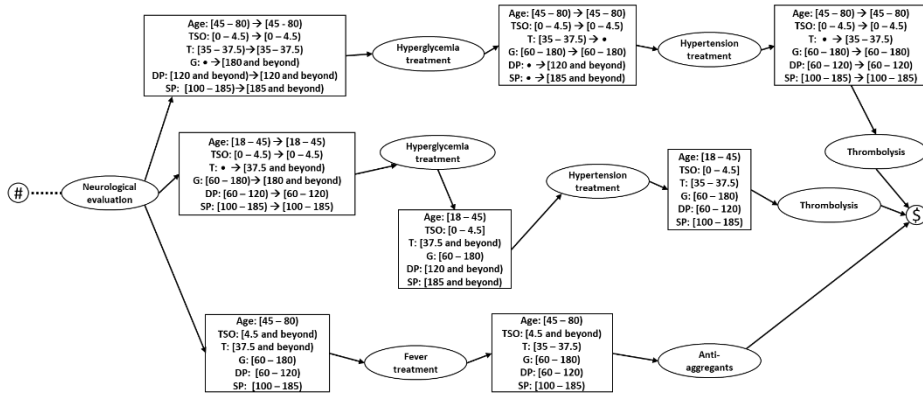 Age: [45 – 80) → [45 - 80)
TSO: [0 – 4.5) → [0 – 4.5)
T: [35 – 37.5)→[35 – 37.5)
G: • → [180 and beyond)
DP: [120 and beyond)→[120 and beyond)
SP: [100 – 185)→[185 and beyond)
Hyperglycemia
treatment
Age: [45 – 80) → [45 – 80)
TSO: [0 – 4.5) → [0 – 4.5)
T: [35 – 37.5) → •
G: [60 – 180) → [60 – 180)
DP: • → [120 and beyond)
SP: • → [185 and beyond)
Hypertension
treatment
Age: [45 – 80) → [45 – 80)
TSO: [0 – 4.5) → [0 – 4.5)
T: • → [35 – 37.5)
G: [60 – 180) → [60 – 180)
DP: [60 – 120) → [60 – 120)
SP: [100 – 185) → [100 – 185)
Thrombolysis
#
Neurological
evaluation
Age: [18 – 45) → [18 – 45)
TSO: [0 – 4.5) → [0 – 4.5)
T: • → [37.5 and beyond)
G: [60 – 180)→[180 and beyond)
DP: [60 – 120) → [60 – 120)
SP: [100 – 185) → [100 – 185)
Hyperglycemia
treatment
Age: [18 – 45)
TSO: [0 – 4.5]
T: [37.5 and beyond)
G: [60 – 180)
DP: [120 and beyond)
SP: [185 and beyond)
Hypertension
treatment
Age: [18 – 45)
TSO: [0 – 4.5]
T: [35 – 37.5)
G: [60 – 180)
DP: [60 – 120)
SP: [100 – 185)
Thrombolysis
$
Age: [45 – 80)
TSO: [4.5 and beyond)
T: [37.5 and beyond)
G: [60 – 180)
DP: [60 – 120)
SP: [100 – 185)
Fever
treatment
Age: [45 – 80)
TSO: [4.5 and beyond)
T: [35 – 37.5)
G: [60 – 180)
DP: [60 – 120)
SP: [100 – 185)
Anti-
aggregants